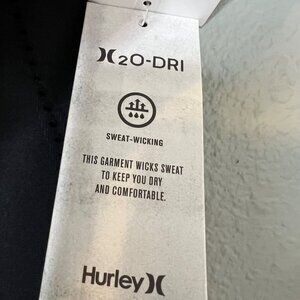 H2O-DRI
SWEAT-WICKING
THIS GARMENT WICKS SWEAT
TO KEEP YOU DRY
AND COMFORTABLE.
Hurley